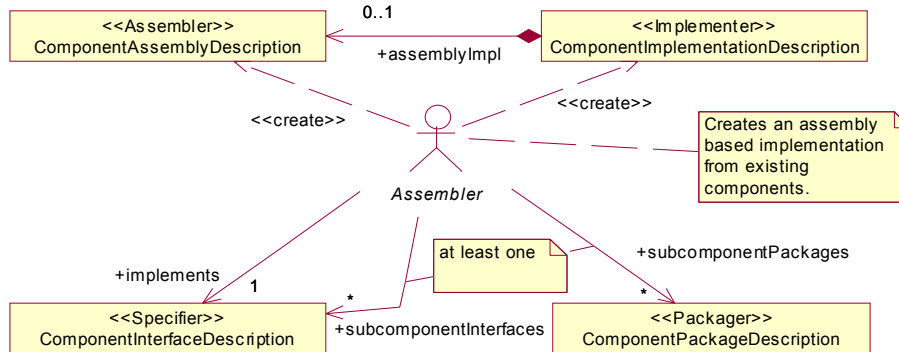 <<Assembler>>
ComponentAssemblyDescription
0..1
+assemblyImpl
<<Implementer>>
ComponentImplementationDescription
<<create>>
<<create>>
Creates an assembly
based implementation
from existing
components.
Assembler
at least one
+subcomponentPackages
+implements
1
*
*
+subcomponentInterfaces
<<Specifier>>
ComponentInterfaceDescription
<<Packager>>
ComponentPackageDescription